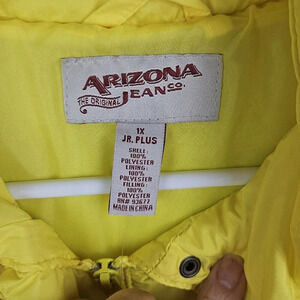 ARIZONA
THE ORIGINAL JEAN CO.
1X
JR. PLUS
SHELL:
100%
POLYESTER
LINING:
100%
POLYESTER
FILLING:
100%
POLYESTER
RN# 93677
MADE IN CHINA